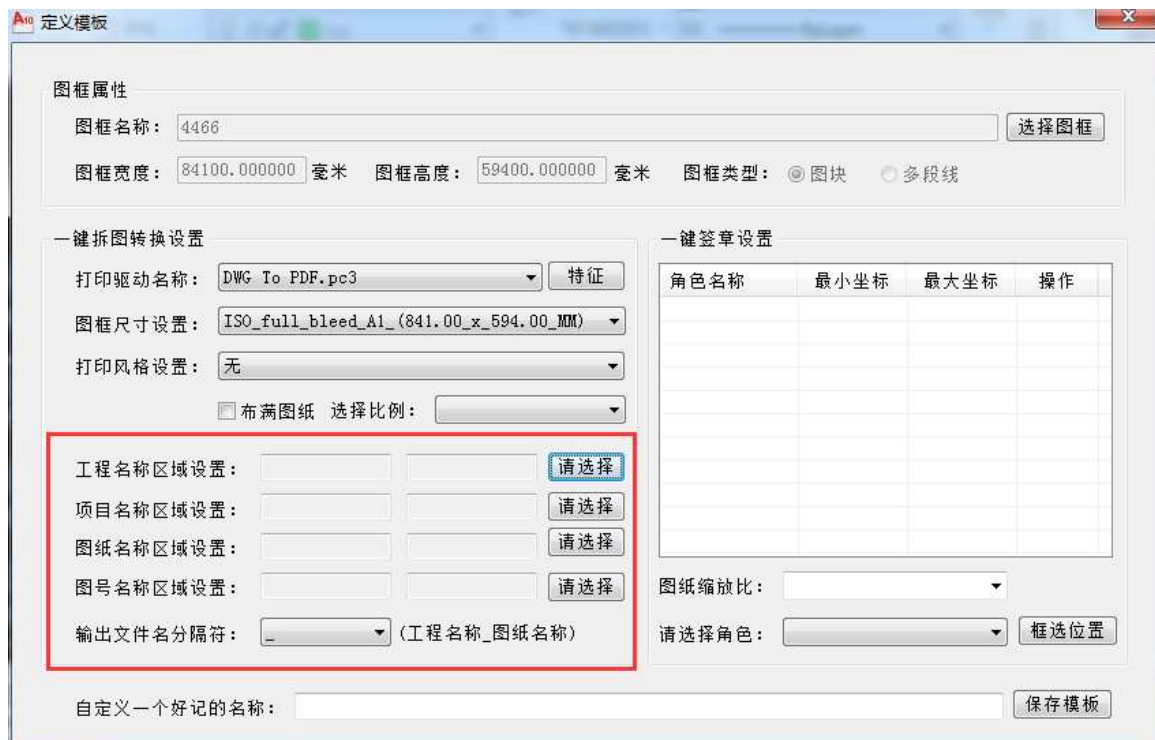 A10 定义模板
图框属性
图框名称： 4466 选择图框
图框宽度： 84100.000000 毫米 图框高度： 59400.000000 毫米 图框类型： 图块 多段线
一键拆图转换设置
打印驱动名称： DWG To PDF.pc3 特征
图框尺寸设置： ISO_full_bleed_A1_(841.00_x_594.00_MM)
打印风格设置： 无
布满图纸 选择比例：
工程名称区域设置： 请选择
项目名称区域设置： 请选择
图纸名称区域设置： 请选择
图号名称区域设置： 请选择
输出文件名分隔符： _ (工程名称_图纸名称)
一键签章设置
角色名称 最小坐标 最大坐标 操作
图纸缩放比：
请选择角色： 框选位置
自定义一个好记的名称： 保存模板